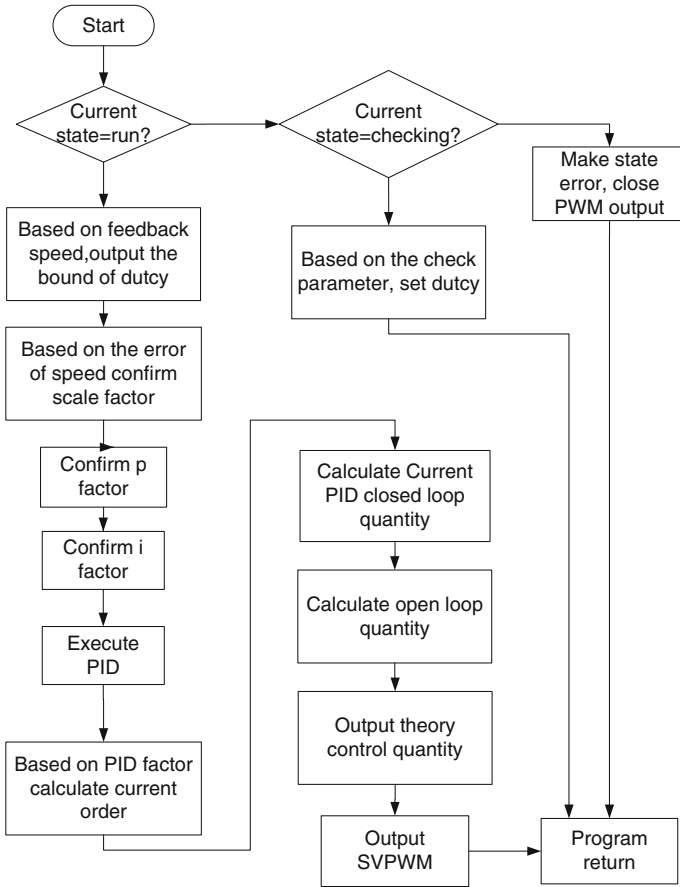 Start
Current
state=run?
Current
state=checking?
Make state
error, close
PWM output
Based on feedback
speed,output the
bound of dutcy
Based on the check
parameter, set dutcy
Based on the error
of speed confirm
scale factor
Confirm p
factor
Confirm i
factor
Execute
PID
Based on PID factor
calculate current
order
Calculate Current
PID closed loop
quantity
Calculate open loop
quantity
Output theory
control quantity
Output
SVPWM
Program
return